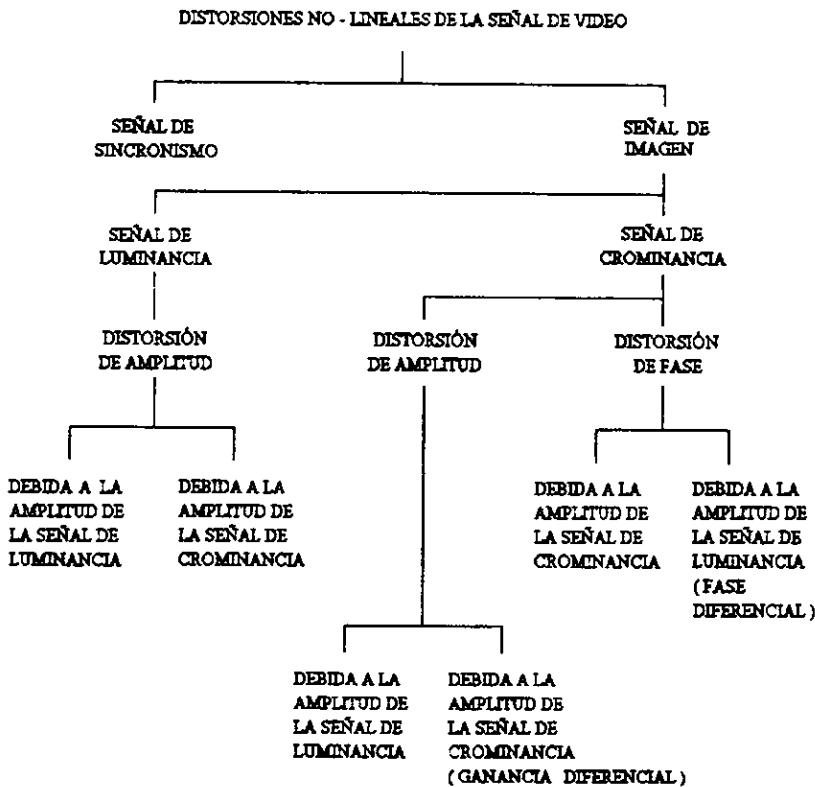 DISTORSIONES NO - LINEALES DE LA SEÑAL DE VIDEO
SEÑAL DE
SINCRONISMO
SEÑAL DE
IMAGEN
SEÑAL DE
LUMINANCIA
SEÑAL DE
CROMINANCIA
DISTORSIÓN
DE AMPLITUD
DISTORSIÓN
DE AMPLITUD
DISTORSIÓN
DE FASE
DEBIDA A LA
AMPLITUD DE
LA SEÑAL DE
LUMINANCIA
DEBIDA A LA
AMPLITUD DE
LA SEÑAL DE
CROMINANCIA
DEBIDA A LA
AMPLITUD DE
LA SEÑAL DE
CROMINANCIA
DEBIDA A LA
AMPLITUD DE
LA SEÑAL DE
LUMINANCIA
( FASE
DIFERENCIAL )
DEBIDA A LA
AMPLITUD DE
LA SEÑAL DE
LUMINANCIA
DEBIDA A LA
AMPLITUD DE
LA SEÑAL DE
CROMINANCIA
( GANANCIA DIFERENCIAL )